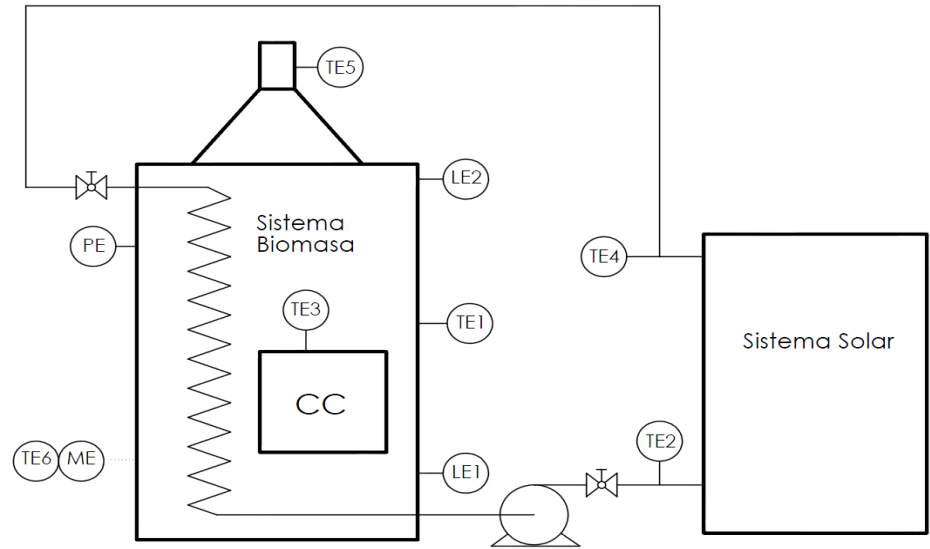 TE5
LE2
Sistema
Biomasa
PE
TE4
TE3
TE1
Sistema Solar
CC
TE2
TE6 ME
LE1